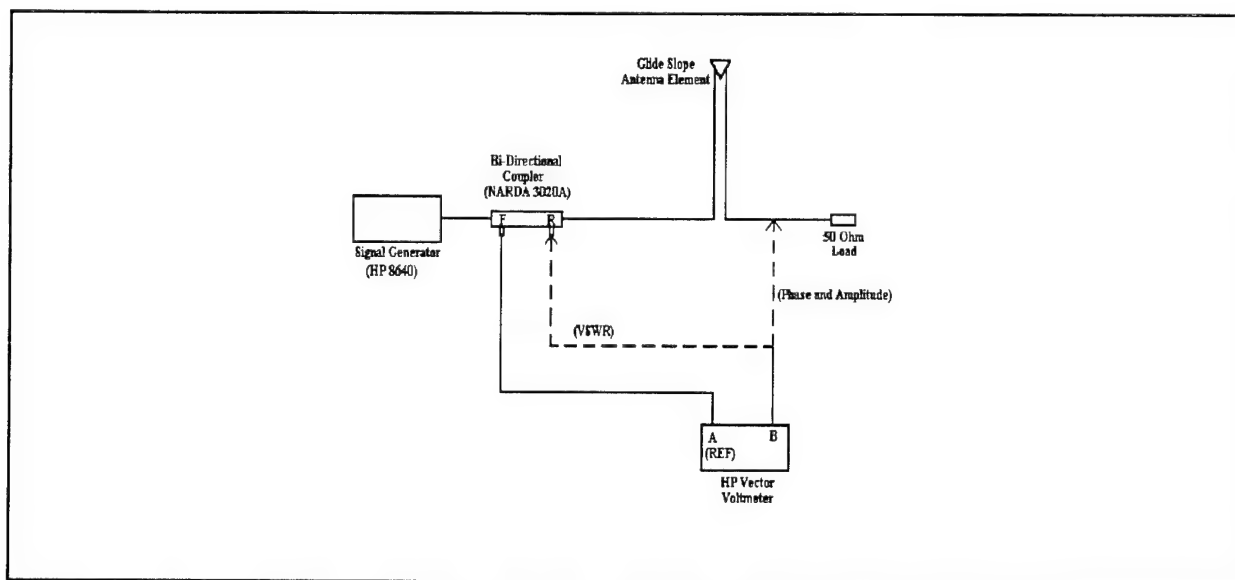 Glide Slope
Antenna Element
Bi-Directional
Coupler
(NARDA 3020A)
F
R
Signal Generator
(HP 8640)
50 Ohm
Load
(Phase and Amplitude)
(VSWR)
A
B
(REF)
HP Vector
Voltmeter